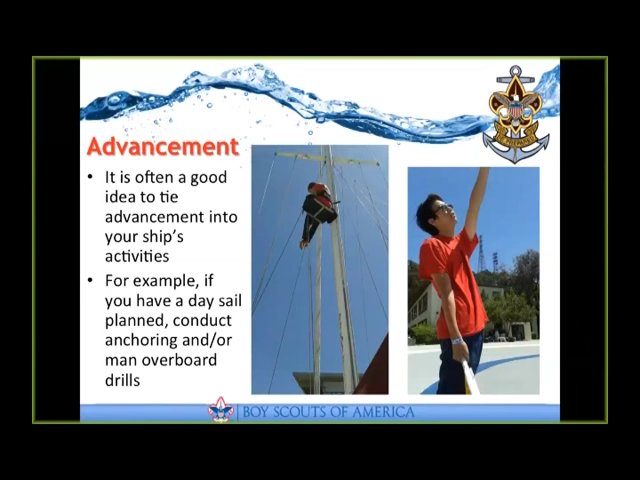 Advancement
• It is often a good
idea to tie
advancement into
your ship's
activities
• For example, if
you have a day sail
planned, conduct
anchoring and/or
man overboard
drills
BOY SCOUTS OF AMERICA